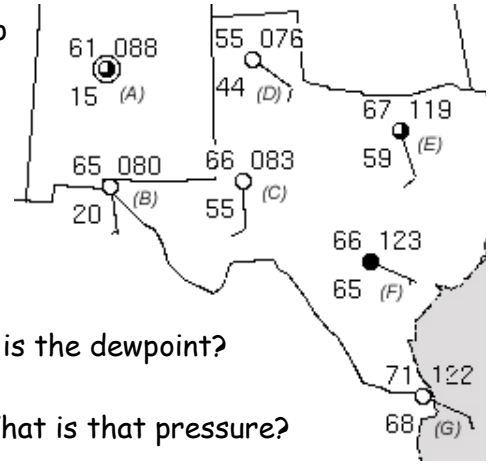 61 088
15 (A)
55 076
44 (D)
67 119
59 (E)
65 080
20 (B)
66 083
55 (C)
66 123
65 (F)
is the dewpoint?
71 122
68 (G)
hat is that pressure?